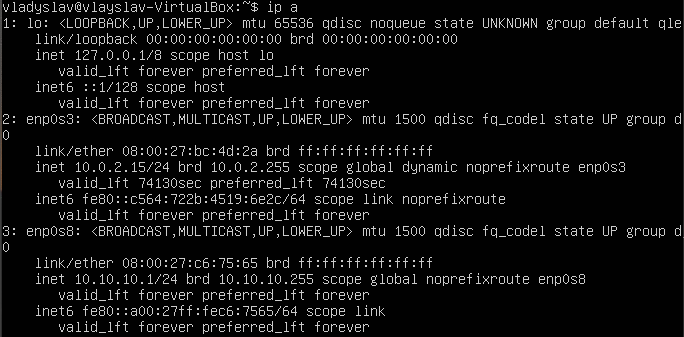 vladyslav@vlayslav-VirtualBox:~$ ip a
1: lo: <LOOPBACK,UP,LOWER_UP> mtu 65536 qdisc noqueue state UNKNOWN group default qle
link/loopback 00:00:00:00:00:00 brd 00:00:00:00:00:00
inet 127.0.0.1/8 scope host lo
valid_lft forever preferred_lft forever
inet6 ::1/128 scope host
valid_lft forever preferred_lft forever
2: enp0s3: <BROADCAST,MULTICAST,UP,LOWER_UP> mtu 1500 qdisc fq_codel state UP group d
0
link/ether 08:00:27:bc:4d:2a brd ff:ff:ff:ff:ff:ff
inet 10.0.2.15/24 brd 10.0.2.255 scope global dynamic noprefixroute enp0s3
valid_lft 74130sec preferred_lft 74130sec
inet6 fe80::c564:722b:4519:6e2c/64 scope link noprefixroute
valid_lft forever preferred_lft forever
3: enp0s8: <BROADCAST,MULTICAST,UP,LOWER_UP> mtu 1500 qdisc fq_codel state UP group d
0
link/ether 08:00:27:c6:75:65 brd ff:ff:ff:ff:ff:ff
inet 10.10.10.1/24 brd 10.10.10.255 scope global noprefixroute enp0s8
valid_lft forever preferred_lft forever
inet6 fe80::a00:27ff:fec6:7565/64 scope link
valid_lft forever preferred_lft forever